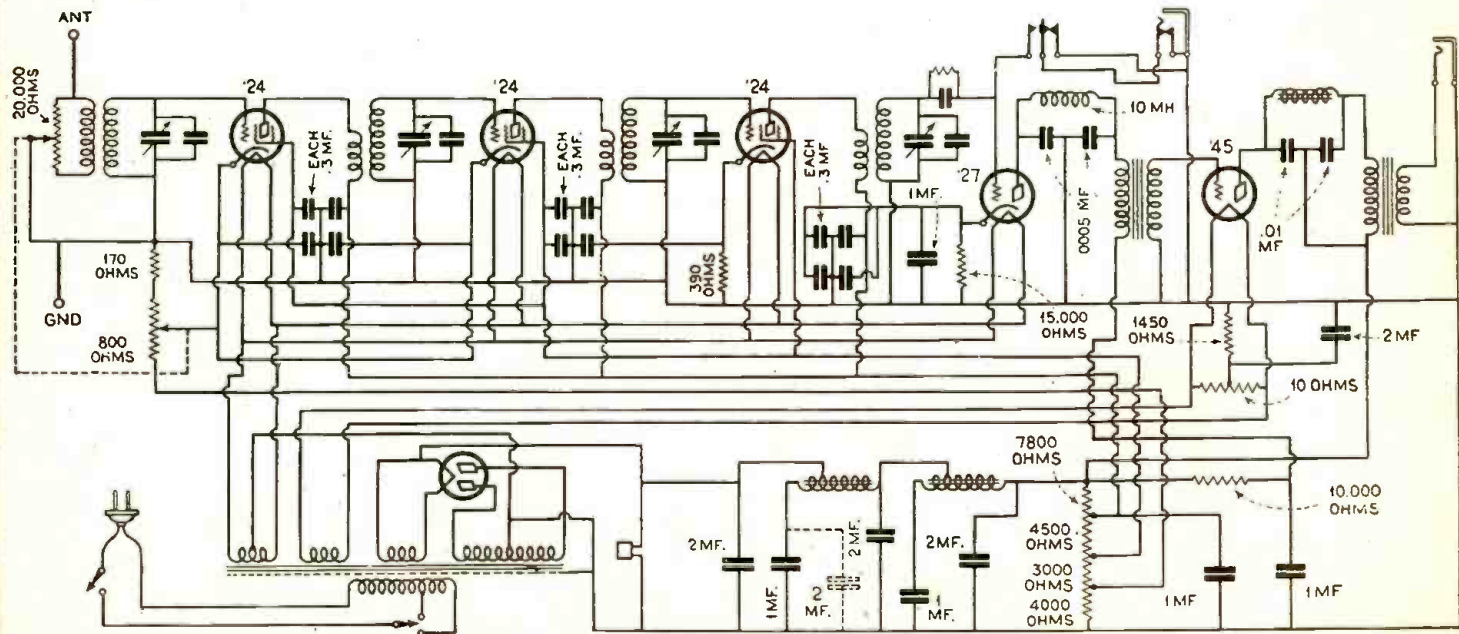 ANT
20,000
OHMS
'24
'24
'24
10 MH
EACH
.3 MF
EACH
.3 MF
EACH
.3 MF
1 MF.
'27
.0005 MF
'45
.01
MF
170
OHMS
GND
800
OHMS
390
OHMS
15,000
OHMS
1450
OHMS
2 MF
10 OHMS
7800
OHMS
10,000
OHMS
4500
OHMS
3000
OHMS
4000
OHMS
2 MF.
1 MF.
2
MF.
2 MF.
1
MF.
2 MF.
1 MF
1 MF